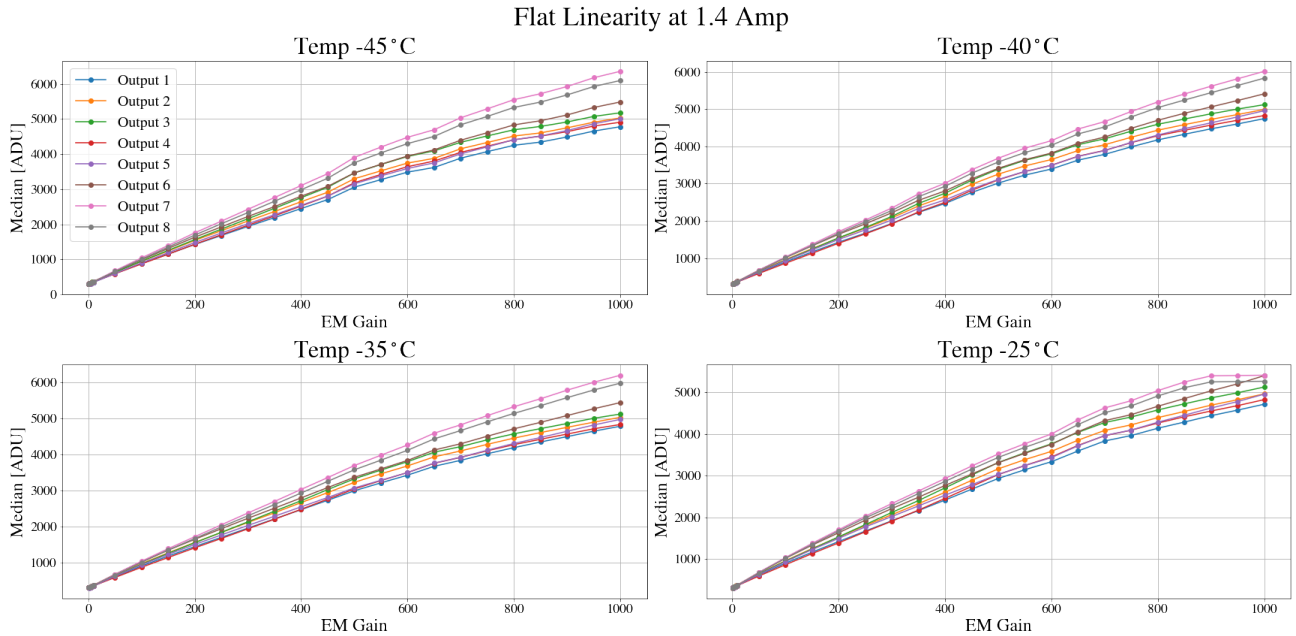 Flat Linearity at 1.4 Amp
Temp -45°C
Median [ADU]
6000
5000
4000
3000
2000
1000
0
Output 1
Output 2
Output 3
Output 4
Output 5
Output 6
Output 7
Output 8
0 200 400 600 800 1000
EM Gain
Temp -40°C
Median [ADU]
6000
5000
4000
3000
2000
1000
0 200 400 600 800 1000
EM Gain
Temp -35°C
Median [ADU]
6000
5000
4000
3000
2000
1000
0 200 400 600 800 1000
EM Gain
Temp -25°C
Median [ADU]
5000
4000
3000
2000
1000
0 200 400 600 800 1000
EM Gain